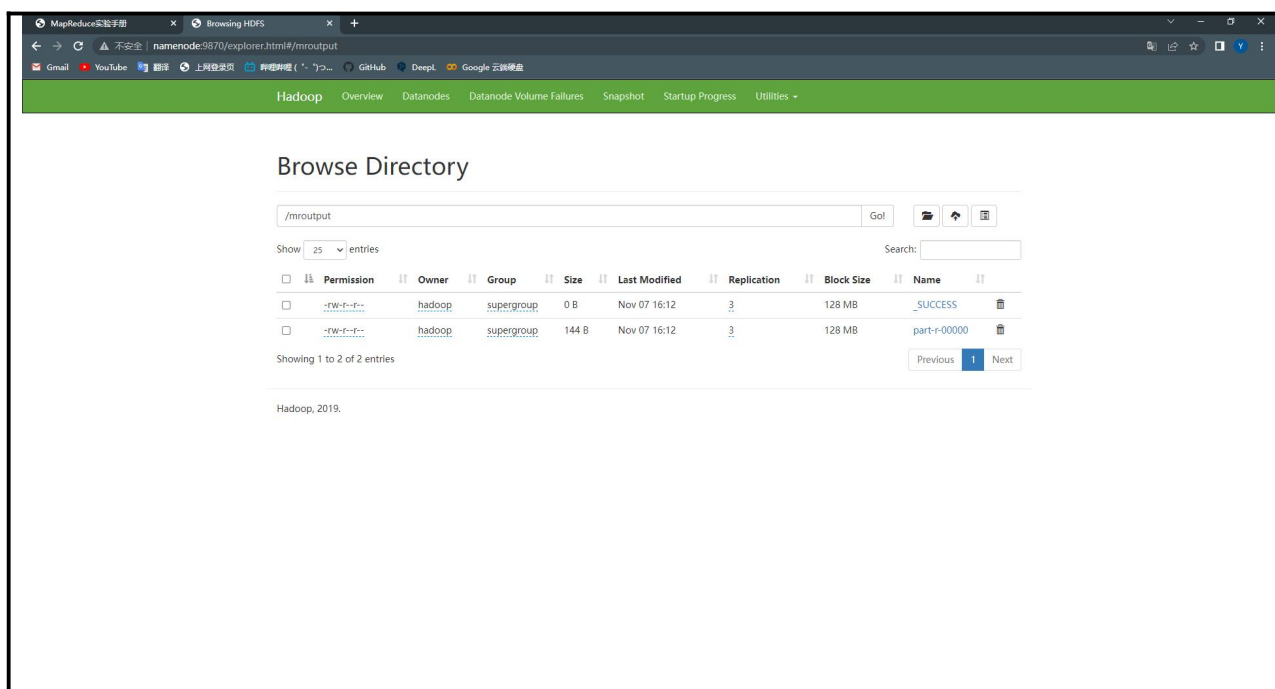 MapReduce实验手册
Browsing HDFS
不安全 | namenode:9870/explorer.html#/mroutput
Gmail YouTube 翻译 上网登录页 哔哩哔哩 ( ゜- ゜)つ... GitHub DeepL Google 云端硬盘
Y
Hadoop Overview Datanodes Datanode Volume Failures Snapshot Startup Progress Utilities
Browse Directory
/mroutput Go!
Show 25 entries Search:
Permission Owner Group Size Last Modified Replication Block Size Name
-rw-r--r-- hadoop supergroup 0 B Nov 07 16:12 3 128 MB _SUCCESS
-rw-r--r-- hadoop supergroup 144 B Nov 07 16:12 3 128 MB part-r-00000
Showing 1 to 2 of 2 entries Previous 1 Next
Hadoop, 2019.